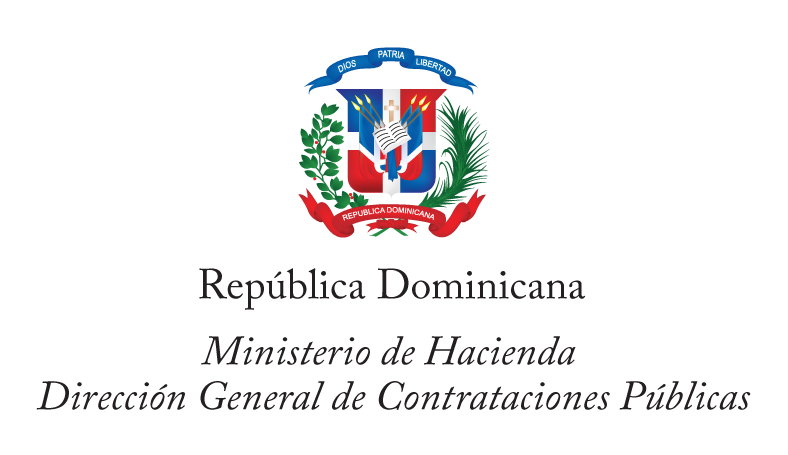 DIOS PATRIA LIBERTAD
REPUBLICA DOMINICANA
República Dominicana
Ministerio de Hacienda
Dirección General de Contrataciones Públicas